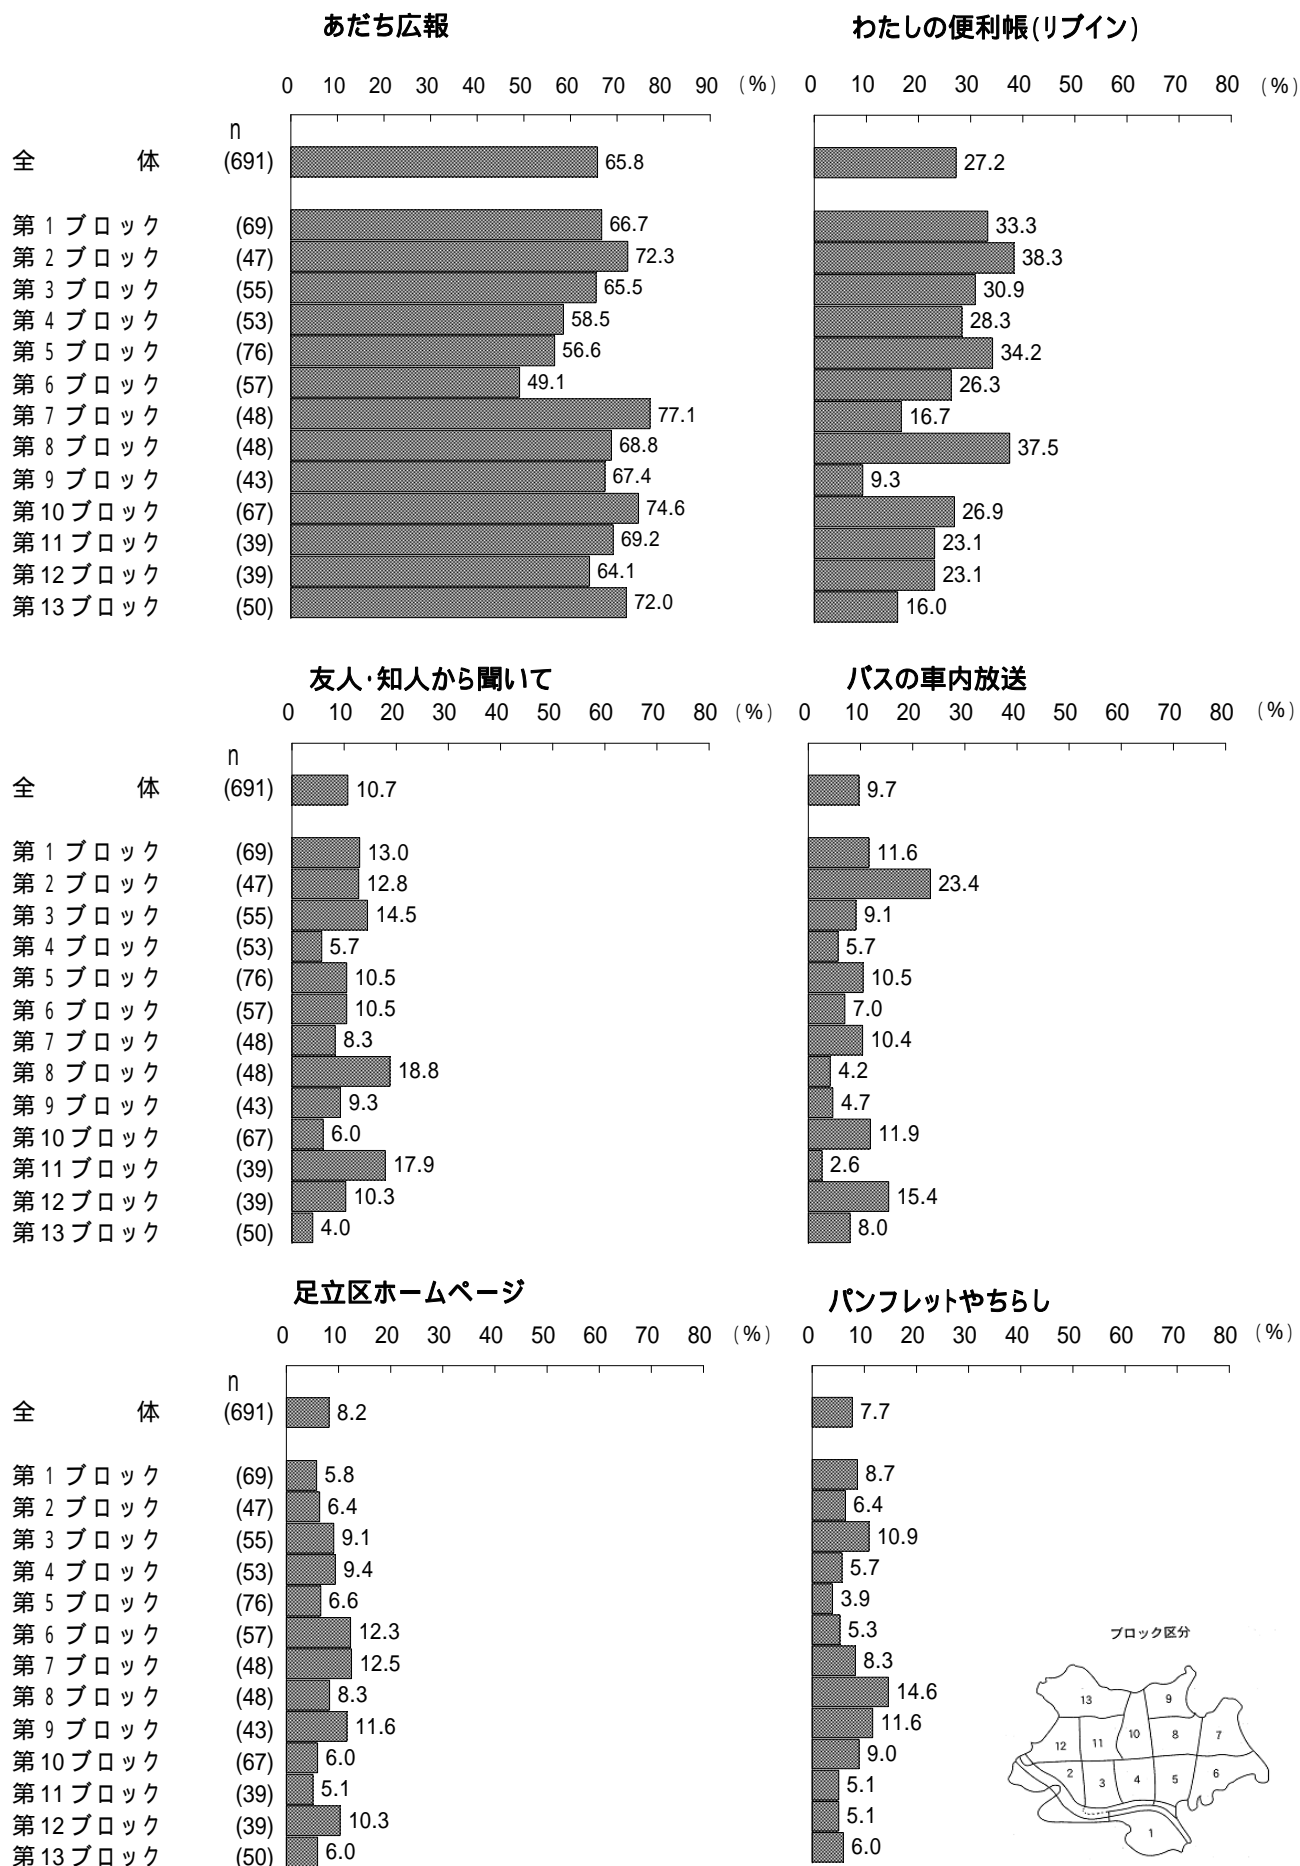 あだち広報 わたしの便利帳(リブイン)
0 10 20 30 40 50 60 70 80 90 (%) 0 10 20 30 40 50 60 70 80 (%)
n
全 体 (691) 65.8 27.2
第1ブロック (69) 66.7 33.3
第2ブロック (47) 72.3 38.3
第3ブロック (55) 65.5 30.9
第4ブロック (53) 58.5 28.3
第5ブロック (76) 56.6 34.2
第6ブロック (57) 49.1 26.3
第7ブロック (48) 77.1 16.7
第8ブロック (48) 68.8 37.5
第9ブロック (43) 67.4 9.3
第10ブロック (67) 74.6 26.9
第11ブロック (39) 69.2 23.1
第12ブロック (39) 64.1 23.1
第13ブロック (50) 72.0 16.0
友人・知人から聞いて バスの車内放送
0 10 20 30 40 50 60 70 80 (%) 0 10 20 30 40 50 60 70 80 (%)
n
全 体 (691) 10.7 9.7
第1ブロック (69) 13.0 11.6
第2ブロック (47) 12.8 23.4
第3ブロック (55) 14.5 9.1
第4ブロック (53) 5.7 5.7
第5ブロック (76) 10.5 10.5
第6ブロック (57) 10.5 7.0
第7ブロック (48) 8.3 10.4
第8ブロック (48) 18.8 4.2
第9ブロック (43) 9.3 4.7
第10ブロック (67) 6.0 11.9
第11ブロック (39) 17.9 2.6
第12ブロック (39) 10.3 15.4
第13ブロック (50) 4.0 8.0
足立区ホームページ パンフレットやちらし
0 10 20 30 40 50 60 70 80 (%) 0 10 20 30 40 50 60 70 80 (%)
n
全 体 (691) 8.2 7.7
第1ブロック (69) 5.8 8.7
第2ブロック (47) 6.4 6.4
第3ブロック (55) 9.1 10.9
第4ブロック (53) 9.4 5.7
第5ブロック (76) 6.6 3.9
第6ブロック (57) 12.3 5.3
第7ブロック (48) 12.5 8.3
第8ブロック (48) 8.3 14.6
第9ブロック (43) 11.6 11.6
第10ブロック (67) 6.0 9.0
第11ブロック (39) 5.1 5.1
第12ブロック (39) 10.3 5.1
第13ブロック (50) 6.0 6.0
ブロック区分
13 9
12 11 10 8 7
2 3 4 5 6
1